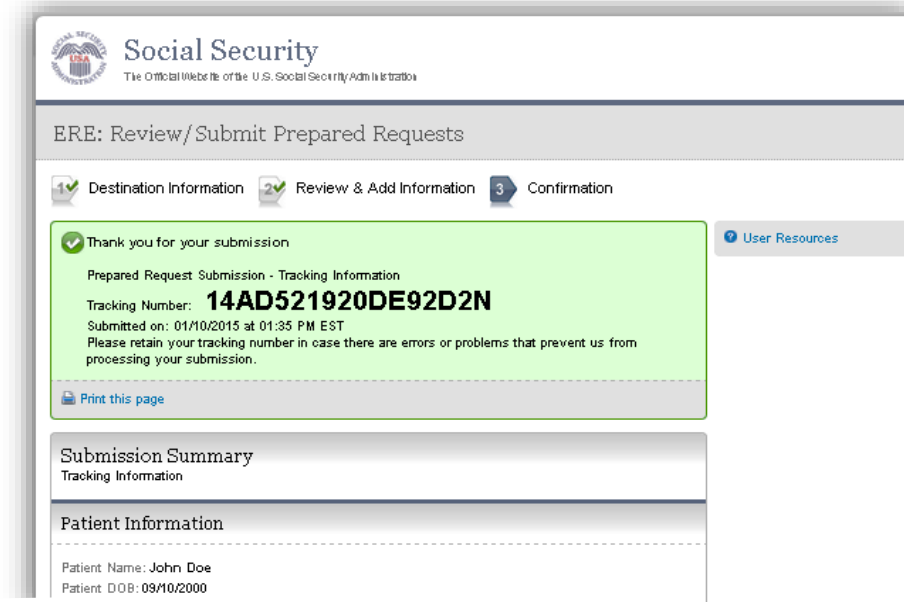 Social Security
The Official Website of the U.S. Social Security Administration
ERE: Review/Submit Prepared Requests
1 Destination Information 2 Review & Add Information 3 Confirmation
Thank you for your submission
User Resources
Prepared Request Submission - Tracking Information
Tracking Number: 14AD521920DE92D2N
Submitted on: 01/10/2015 at 01:35 PM EST
Please retain your tracking number in case there are errors or problems that prevent us from
processing your submission.
Print this page
Submission Summary
Tracking Information
Patient Information
Patient Name: John Doe
Patient DOB: 09/10/2000